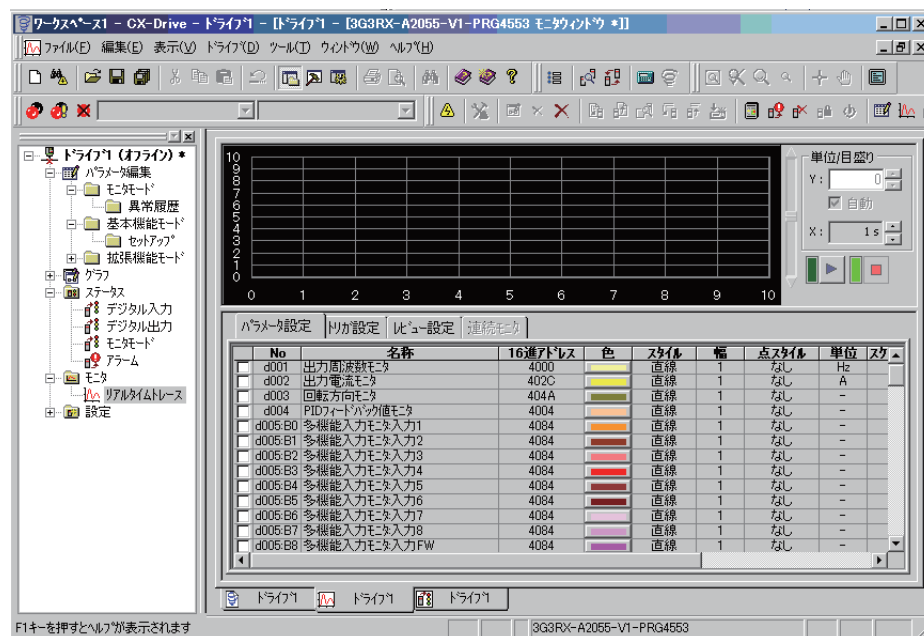 ワークスペース1 - CX-Drive - ドライブ1 - [ドライブ1 - [3G3RX-A2055-V1-PRG4553 モニタウィンドウ *]]
ファイル(F) 編集(E) 表示(V) ドライブ(D) ツール(T) ウィンドウ(W) ヘルプ(H)
ドライブ1 (オフライン) *
パラメータ編集
モニタモード
異常履歴
基本機能モード
セットアップ
拡張機能モード
グラフ
ステータス
デジタル入力
デジタル出力
モニタモード
アラーム
モニタ
リアルタイムトレース
設定
10
9
8
7
6
5
4
3
2
1
0
0 1 2 3 4 5 6 7 8 9 10
単位/目盛り
Y: 0
自動
X: 1 s
パラメータ設定 トリガ設定 レビュー設定 連続モニタ
No 名称 16進アドレス 色 スタイル 幅 点スタイル 単位 スケ
d001 出力周波数モニタ 4000 直線 1 なし Hz
d002 出力電流モニタ 402C 直線 1 なし A
d003 回転方向モニタ 404A 直線 1 なし -
d004 PIDフィードバック値モニタ 4004 直線 1 なし -
d005:B0 多機能入力モニタ入力1 4084 直線 1 なし -
d005:B1 多機能入力モニタ入力2 4084 直線 1 なし -
d005:B2 多機能入力モニタ入力3 4084 直線 1 なし -
d005:B3 多機能入力モニタ入力4 4084 直線 1 なし -
d005:B4 多機能入力モニタ入力5 4084 直線 1 なし -
d005:B5 多機能入力モニタ入力6 4084 直線 1 なし -
d005:B6 多機能入力モニタ入力7 4084 直線 1 なし -
d005:B7 多機能入力モニタ入力8 4084 直線 1 なし -
d005:B8 多機能入力モニタ入力FW 4084 直線 1 なし -
ドライブ1 ドライブ1 ドライブ1
F1キーを押すとヘルプが表示されます
3G3RX-A2055-V1-PRG4553